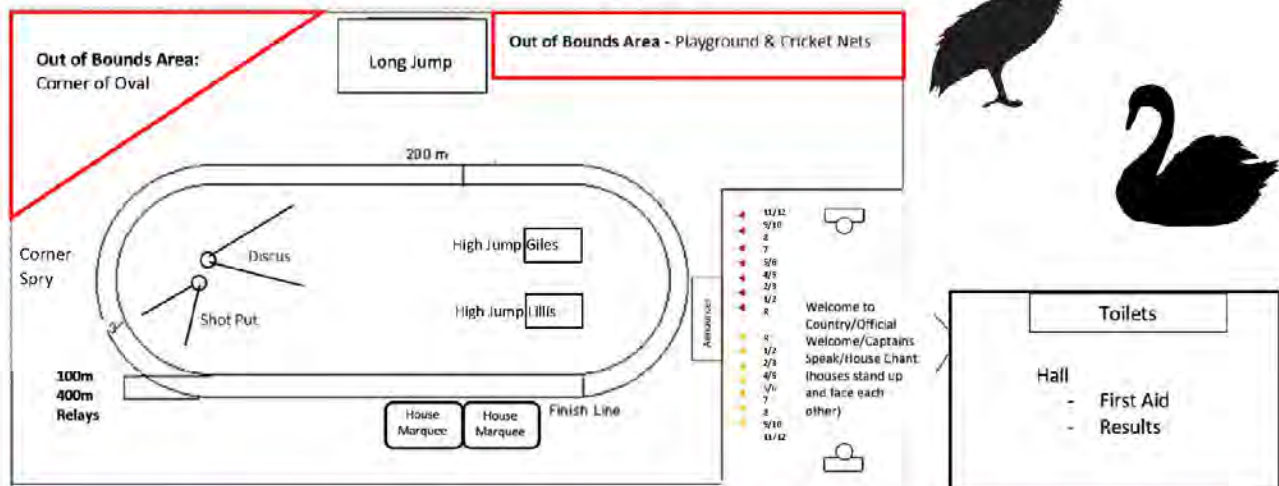 Out of Bounds Area:
Corner of Oval
Long Jump
Out of Bounds Area - Playground & Cricket Nets
200 m
Corner
Spry
Discus
Shot Put
High Jump Giles
High Jump Lillis
100m
400m
Relays
House
Marquee
House
Marquee
Finish Line
Announcer
11/12
9/10
8
7
5/6
4/5
2/3
1/2
R
R
1/2
2/3
4/5
5/6
7
8
9/10
11/12
Welcome to
Country/Official
Welcome/Captains
Speak/House Chant
(houses stand up
and face each
other)
Toilets
Hall
- First Aid
- Results